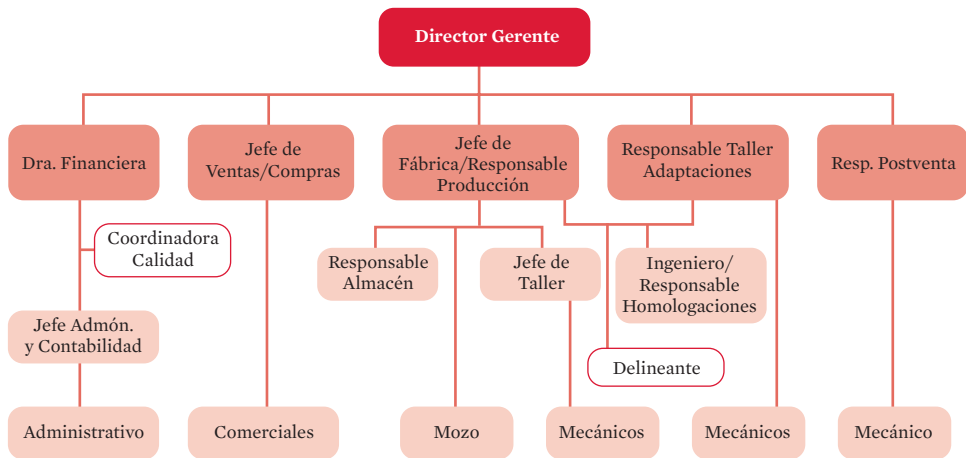 Director Gerente
Dra. Financiera
Jefe de
Ventas/Compras
Jefe de
Fábrica/Responsable
Producción
Responsable Taller
Adaptaciones
Resp. Postventa
Coordinadora
Calidad
Responsable
Almacén
Jefe de
Taller
Ingeniero/
Responsable
Homologaciones
Jefe Admón.
y Contabilidad
Delineante
Administrativo
Comerciales
Mozo
Mecánicos
Mecánicos
Mecánico